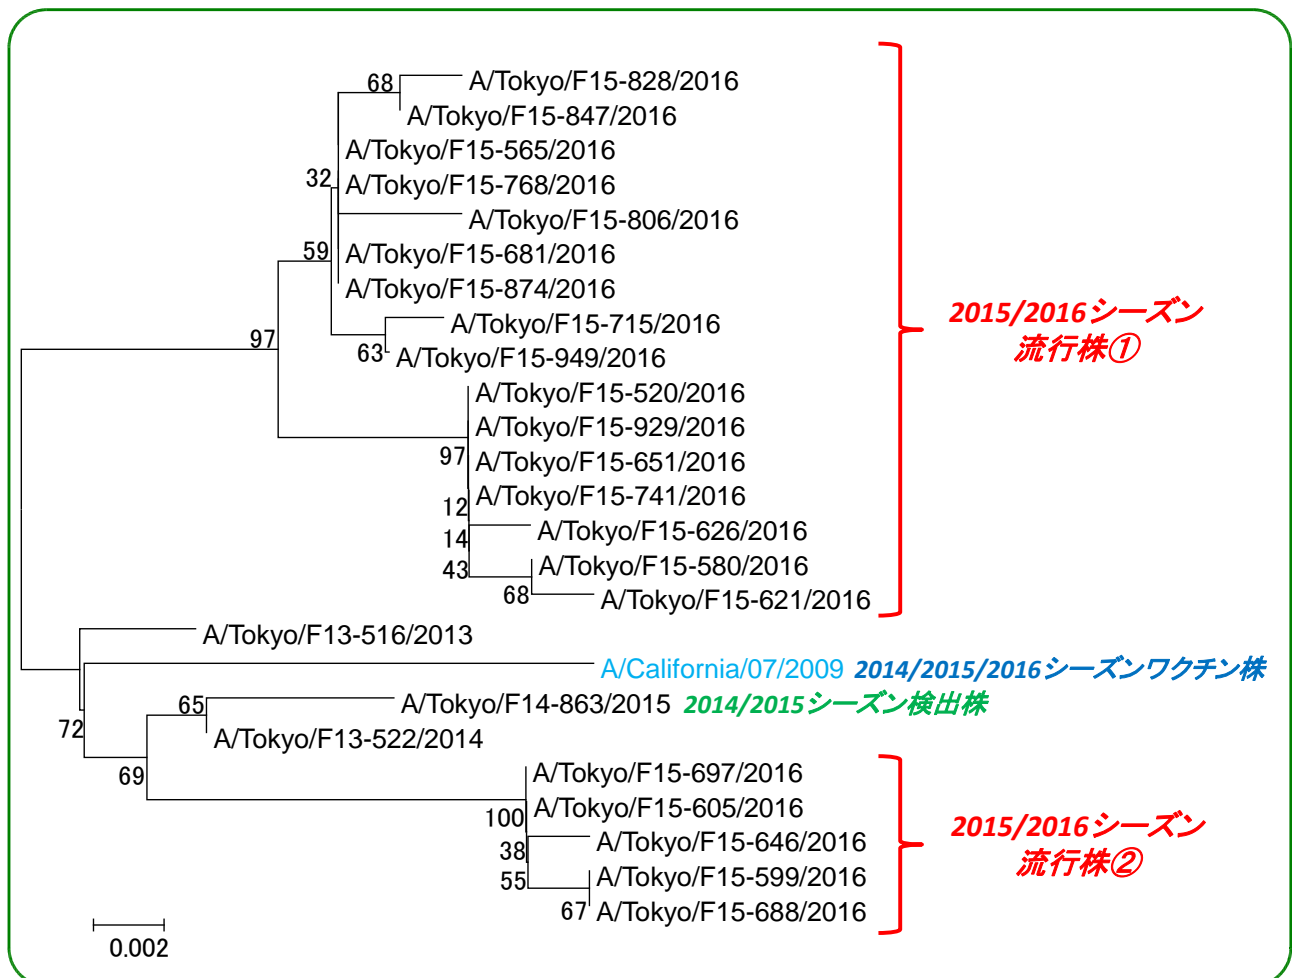 68
A/Tokyo/F15-828/2016
A/Tokyo/F15-847/2016
A/Tokyo/F15-565/2016
32
A/Tokyo/F15-768/2016
A/Tokyo/F15-806/2016
59
A/Tokyo/F15-681/2016
A/Tokyo/F15-874/2016
A/Tokyo/F15-715/2016
97
63
A/Tokyo/F15-949/2016
2015/2016シーズン
流行株①
A/Tokyo/F15-520/2016
A/Tokyo/F15-929/2016
97
A/Tokyo/F15-651/2016
A/Tokyo/F15-741/2016
12
A/Tokyo/F15-626/2016
14
43
A/Tokyo/F15-580/2016
68
A/Tokyo/F15-621/2016
A/Tokyo/F13-516/2013
A/California/07/2009 2014/2015/2016シーズンワクチン株
65
A/Tokyo/F14-863/2015 2014/2015シーズン検出株
72
A/Tokyo/F13-522/2014
69
A/Tokyo/F15-697/2016
A/Tokyo/F15-605/2016
100
A/Tokyo/F15-646/2016
38
A/Tokyo/F15-599/2016
55
67
A/Tokyo/F15-688/2016
2015/2016シーズン
流行株②
0.002